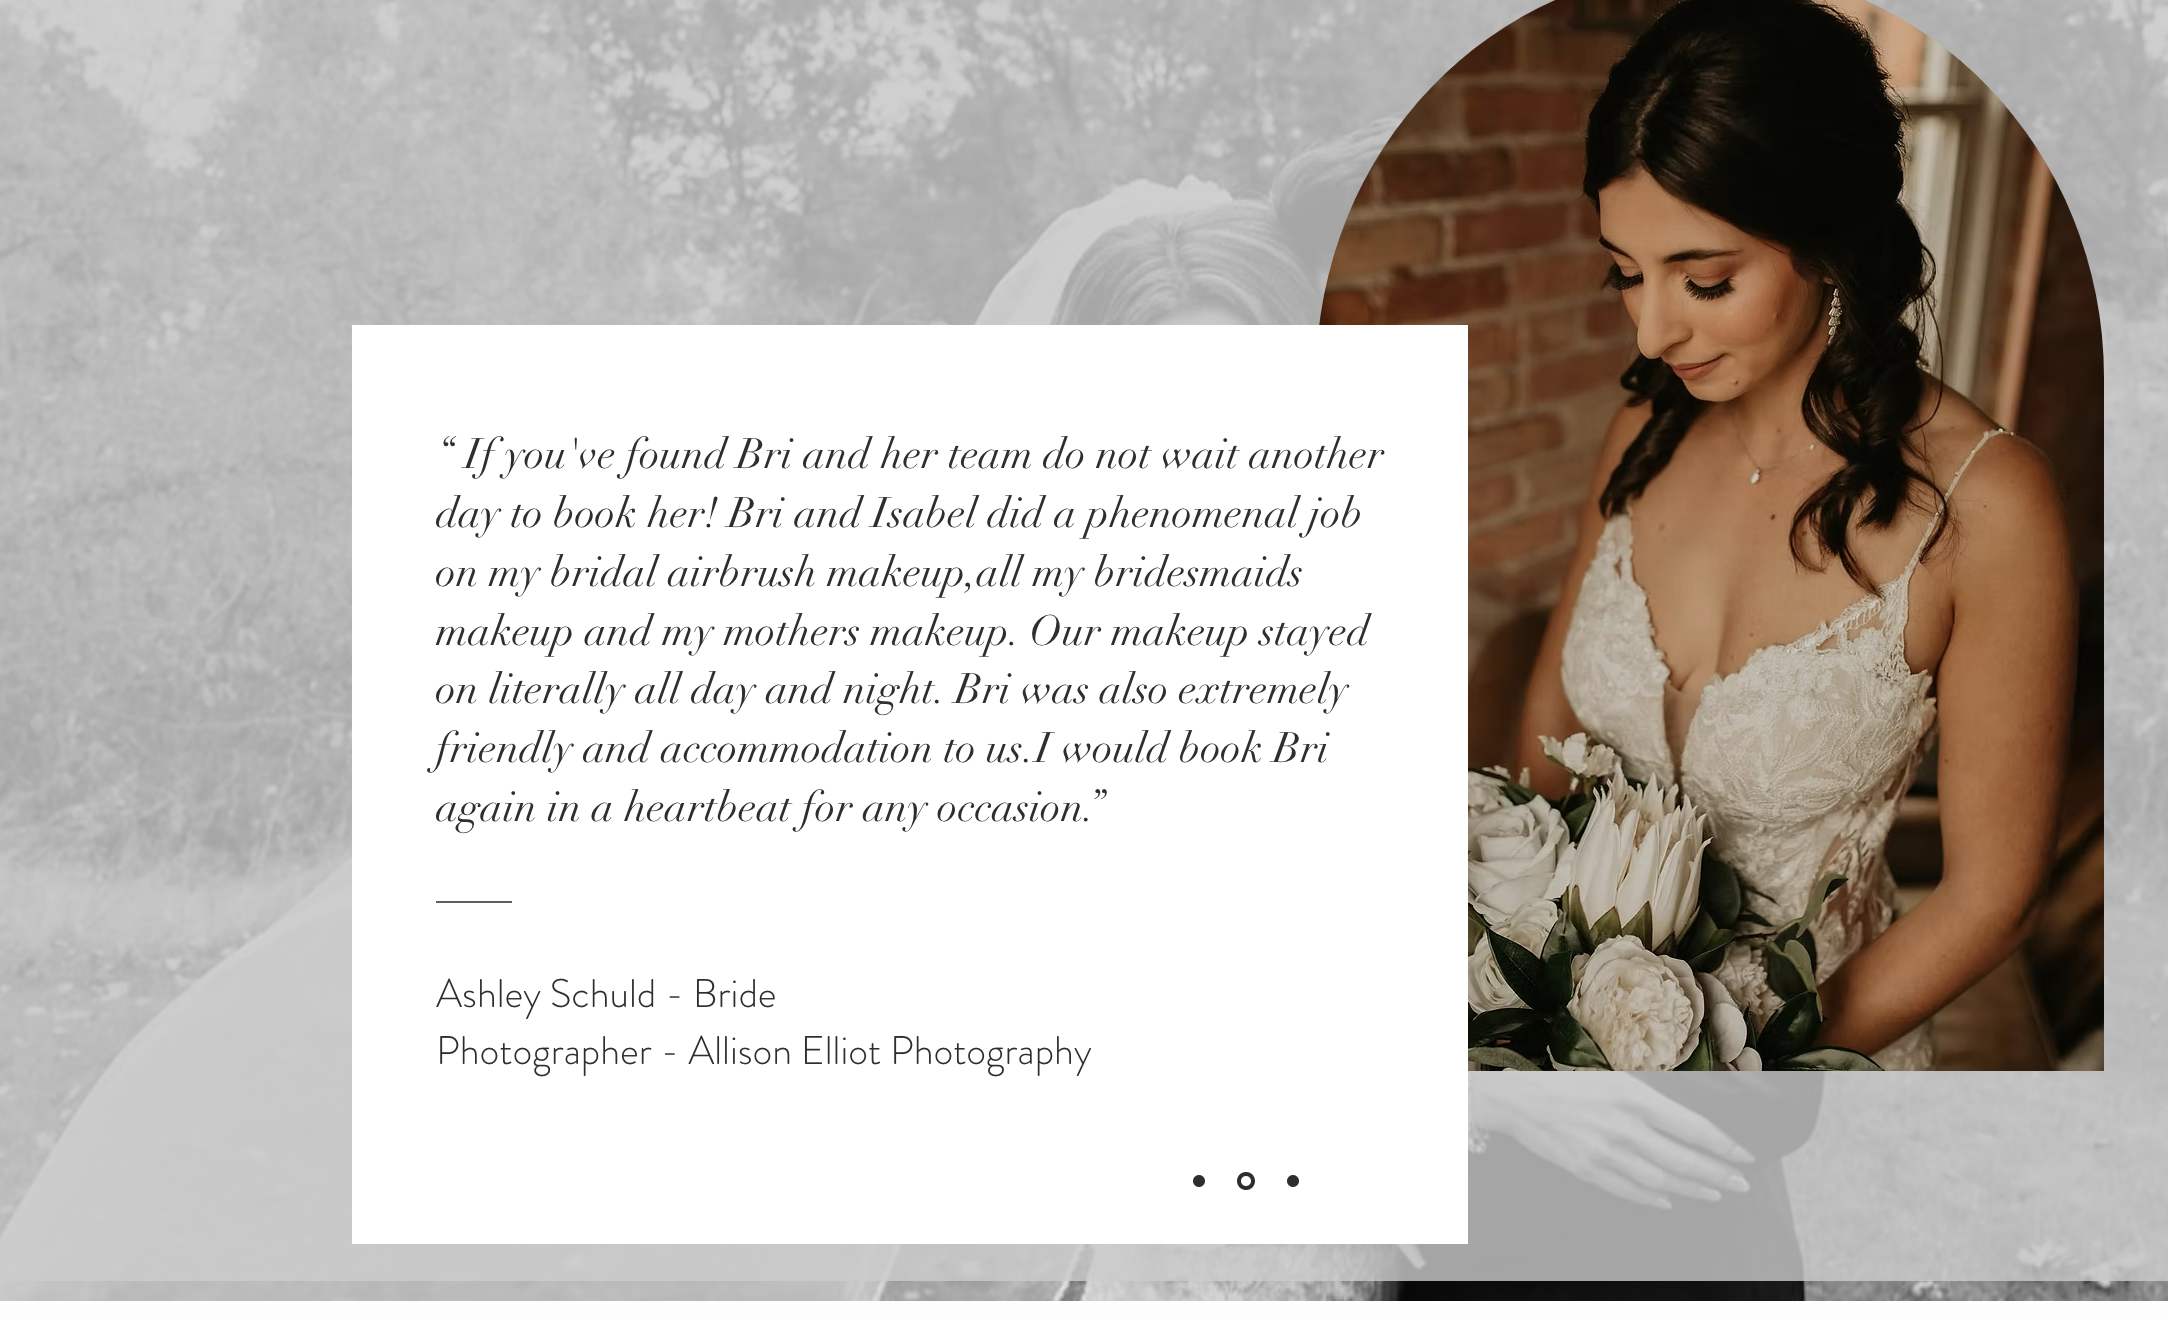 “ If you've found Bri and her team do not wait another
day to book her! Bri and Isabel did a phenomenal job
on my bridal airbrush makeup,all my bridesmaids
makeup and my mothers makeup. Our makeup stayed
on literally all day and night. Bri was also extremely
friendly and accommodation to us.I would book Bri
again in a heartbeat for any occasion.”
Ashley Schuld - Bride
Photographer - Allison Elliot Photography